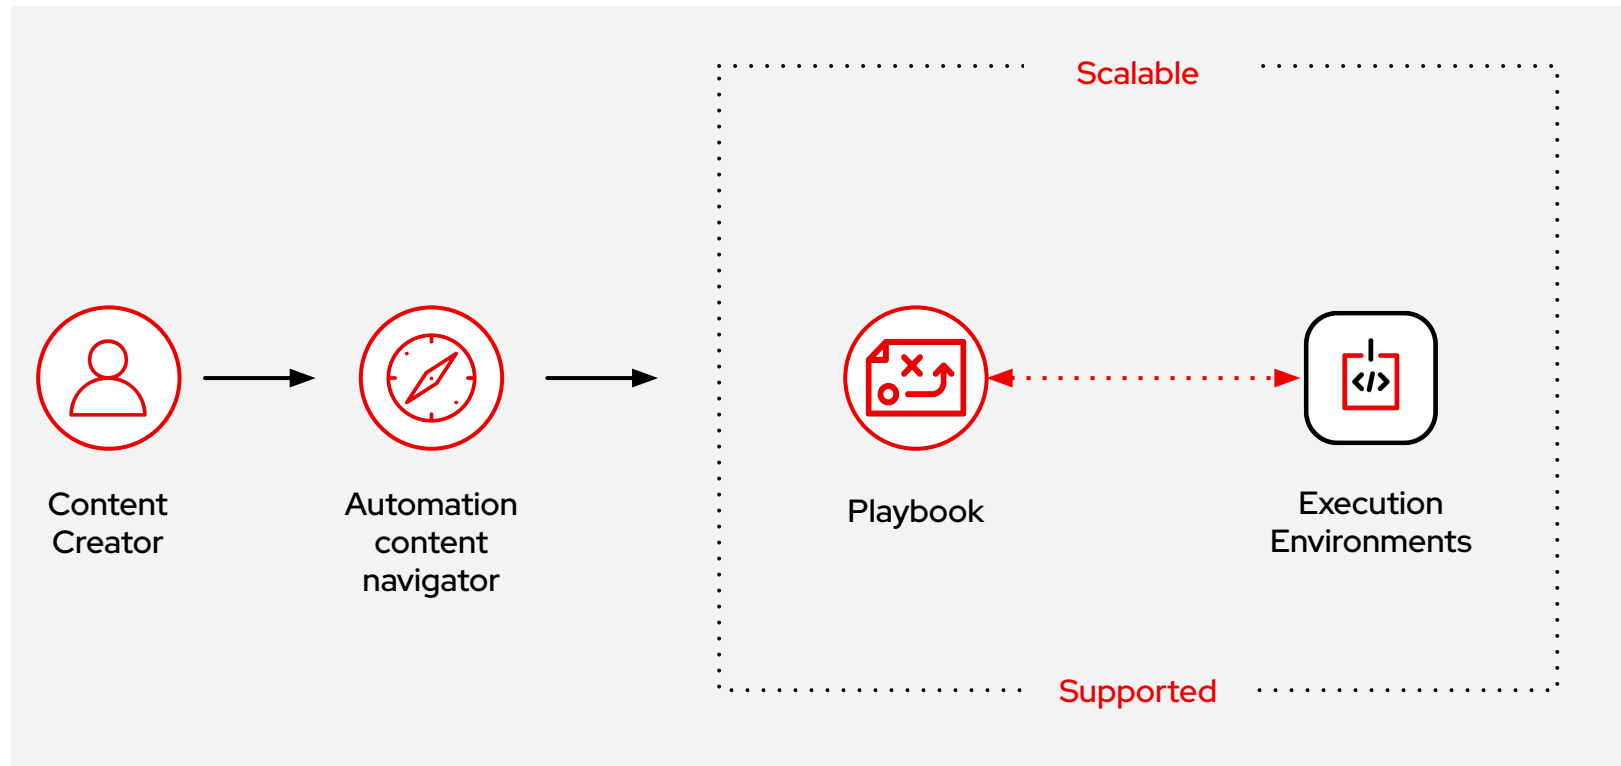 Scalable
Content
Creator
Automation
content
navigator
Playbook
</>
Execution
Environments
Supported